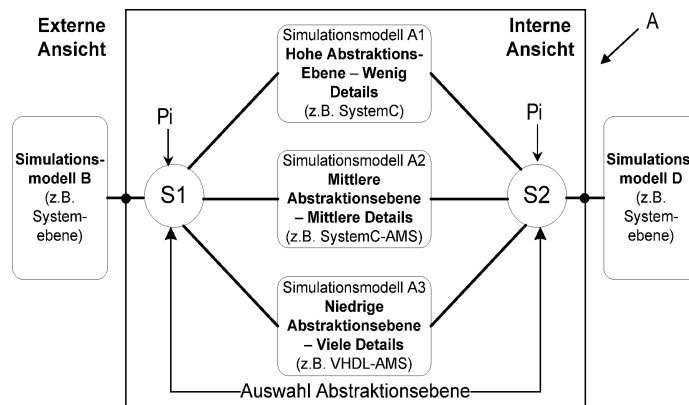 Externe
Ansicht
Simulationsmodell A1
Hohe Abstraktions-
Ebene – Wenig
Details
(z.B. SystemC)
Interne
Ansicht
A
Pi
Pi
Simulations-
modell B
(z.B.
System-
ebene)
S1
Simulationsmodell A2
Mittlere
Abstraktionsebene
– Mittlere Details
(z.B. SystemC-AMS)
S2
Simulations
modell D
(z.B.
System-
ebene)
Simulationsmodell A3
Niedrige
Abstraktionsebene
– Viele Details
(z.B. VHDL-AMS)
Auswahl Abstraktionsebene